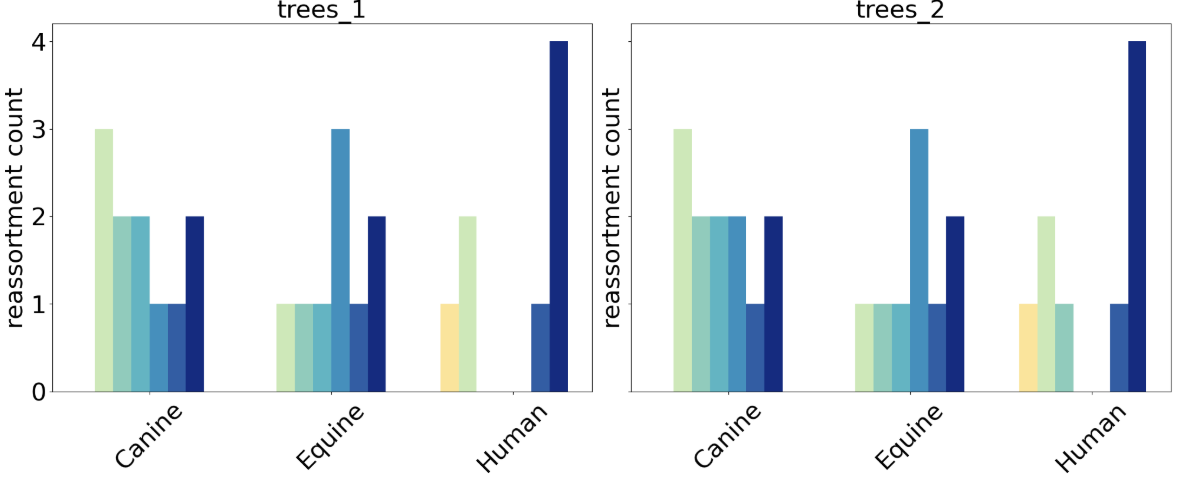 trees_1
trees_2
reassortment count
4
3
2
1
0
Canine
Equine
Human
reassortment count
Canine
Equine
Human